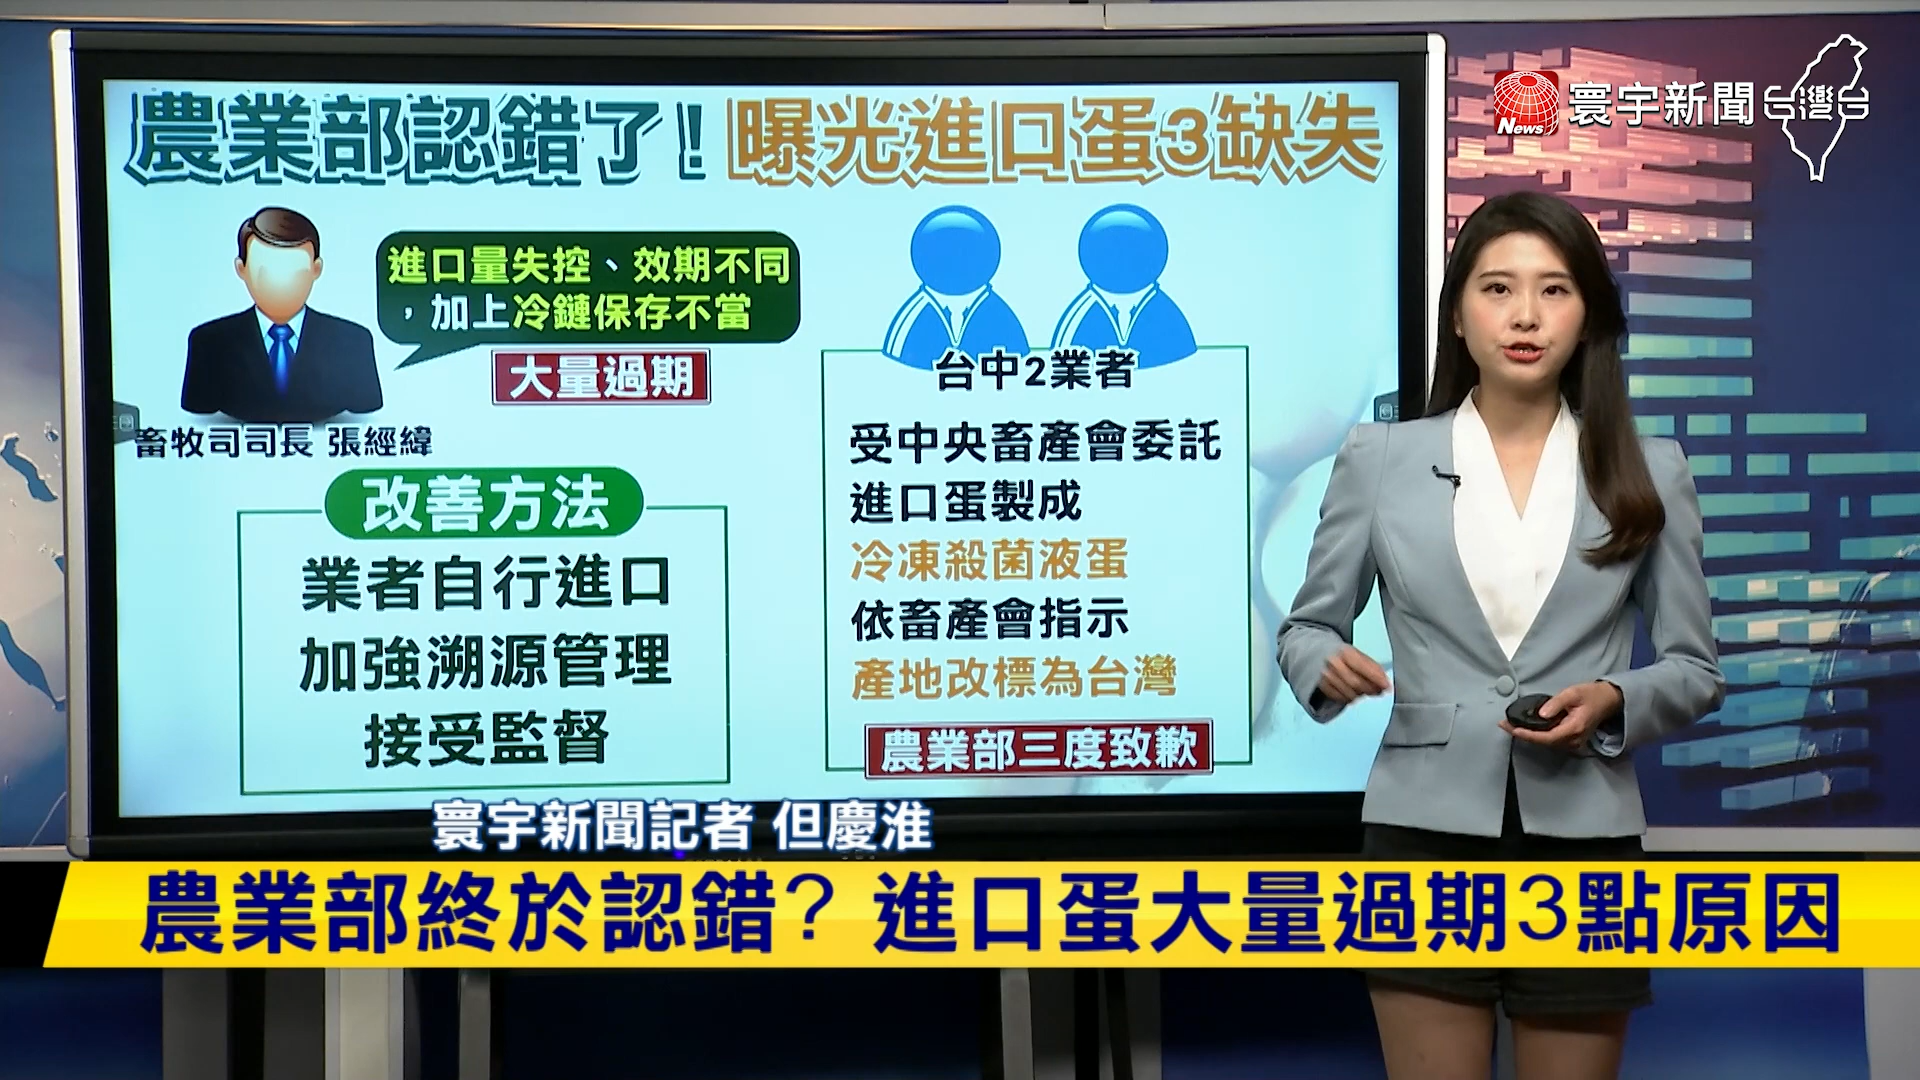 農業部認錯了！曝光進口蛋3缺失
News
寰宇新聞 台灣台
進口量失控、效期不同
，加上冷鏈保存不當
大量過期
畜牧司司長 張經緯
改善方法
業者自行進口
加強溯源管理
接受監督
台中2業者
受中央畜產會委託
進口蛋製成
冷凍殺菌液蛋
依畜產會指示
產地改標為台灣
農業部三度致歉
寰宇新聞記者 但慶淮
農業部終於認錯? 進口蛋大量過期3點原因